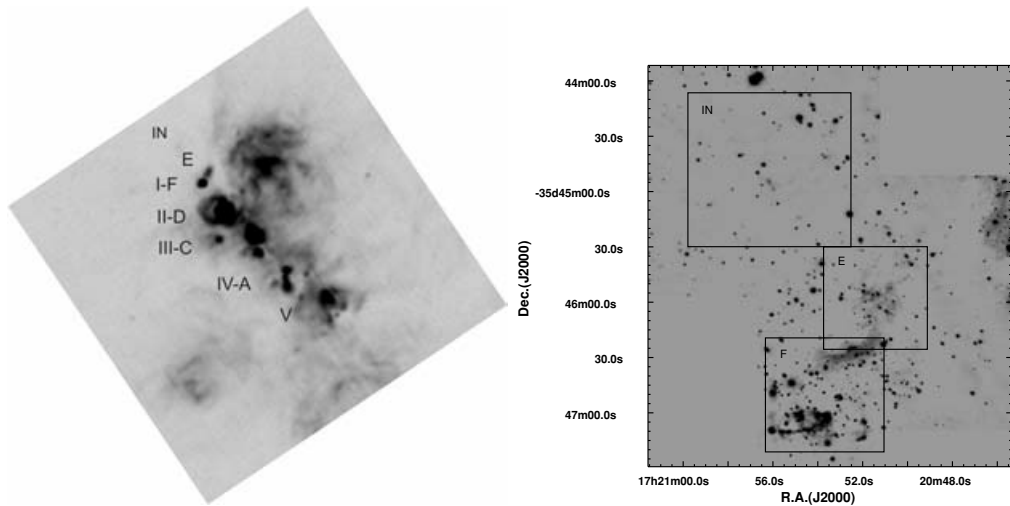 IN
E
I-F
II-D
III-C
IV-A
V
Dec.(J2000)
44m00.0s
30.0s
-35d45m00.0s
30.0s
46m00.0s
30.0s
47m00.0s
IN
E
F
17h21m00.0s 56.0s 52.0s 20m48.0s
R.A.(J2000)